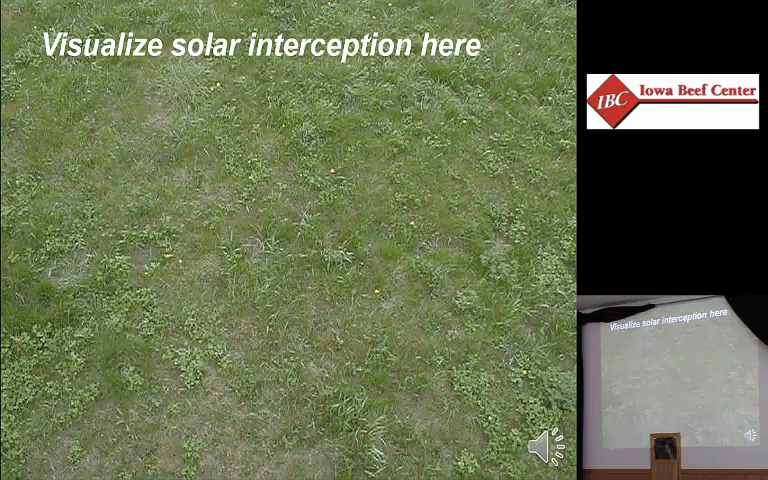 Visualize solar interception here
IBC Iowa Beef Center
Visualize solar interception here